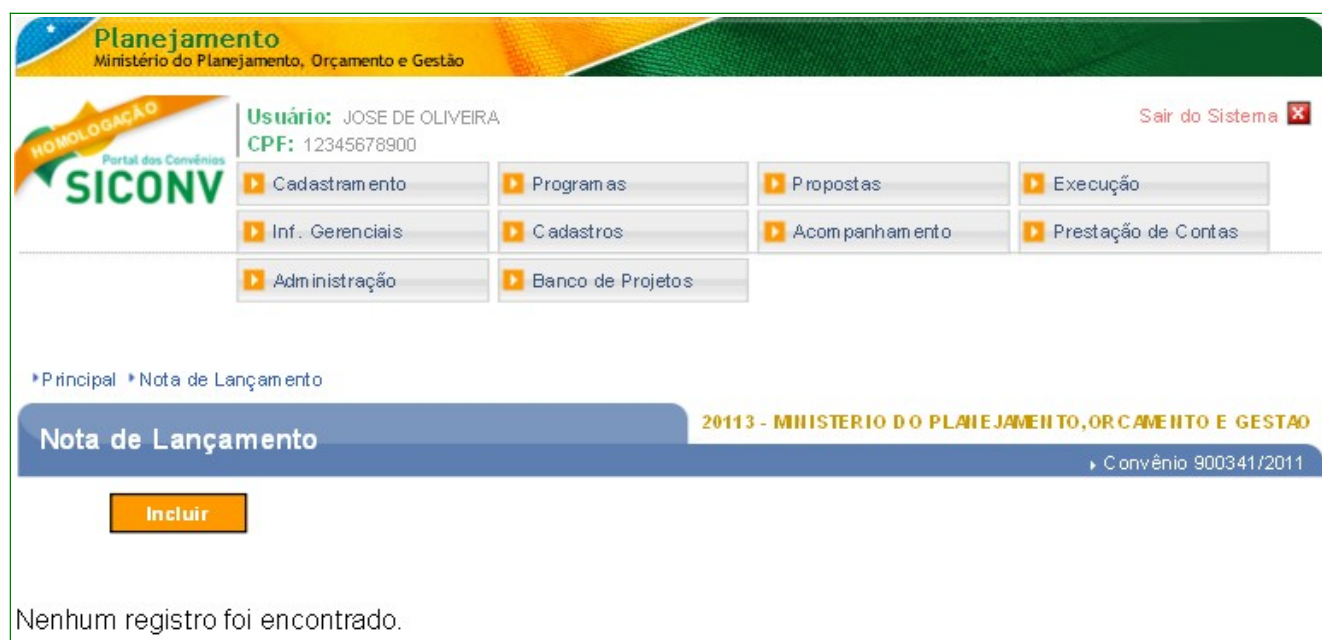 Planejamento
Ministério do Planejamento, Orçamento e Gestão
HOMOLOGAÇÃO
Portal dos Convênios
SICONV
Usuário: JOSE DE OLIVEIRA
CPF: 12345678900
Sair do Sistema
Cadastramento
Programas
Propostas
Execução
Inf. Gerenciais
Cadastros
Acompanhamento
Prestação de Contas
Administração
Banco de Projetos
Principal Nota de Lançamento
Nota de Lançamento
20113 - MINISTERIO DO PLANEJAMENTO,ORCAMENTO E GESTAO
Convênio 900341/2011
Incluir
Nenhum registro foi encontrado.